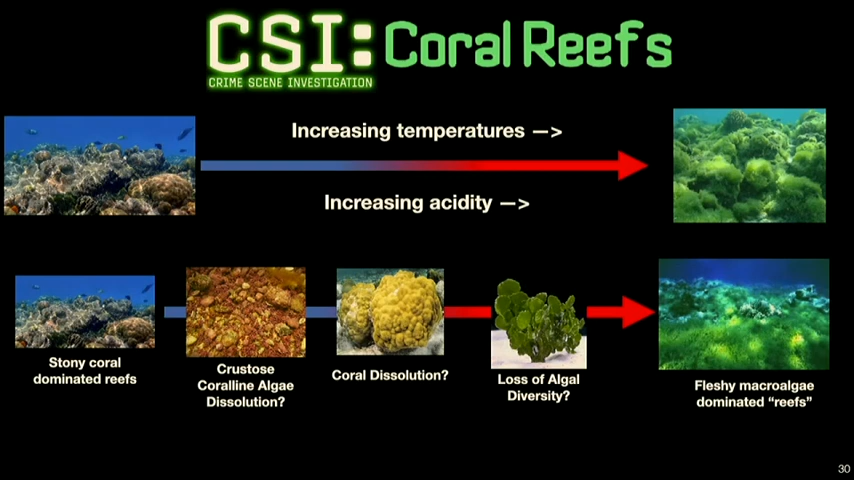 CSI: Coral Reefs
CRIME SCENE INVESTIGATION
Increasing temperatures —>
Increasing acidity —>
Stony coral
dominated reefs
Crustose
Coralline Algae
Dissolution?
Coral Dissolution?
Loss of Algal
Diversity?
Fleshy macroalgae
dominated “reefs”
30